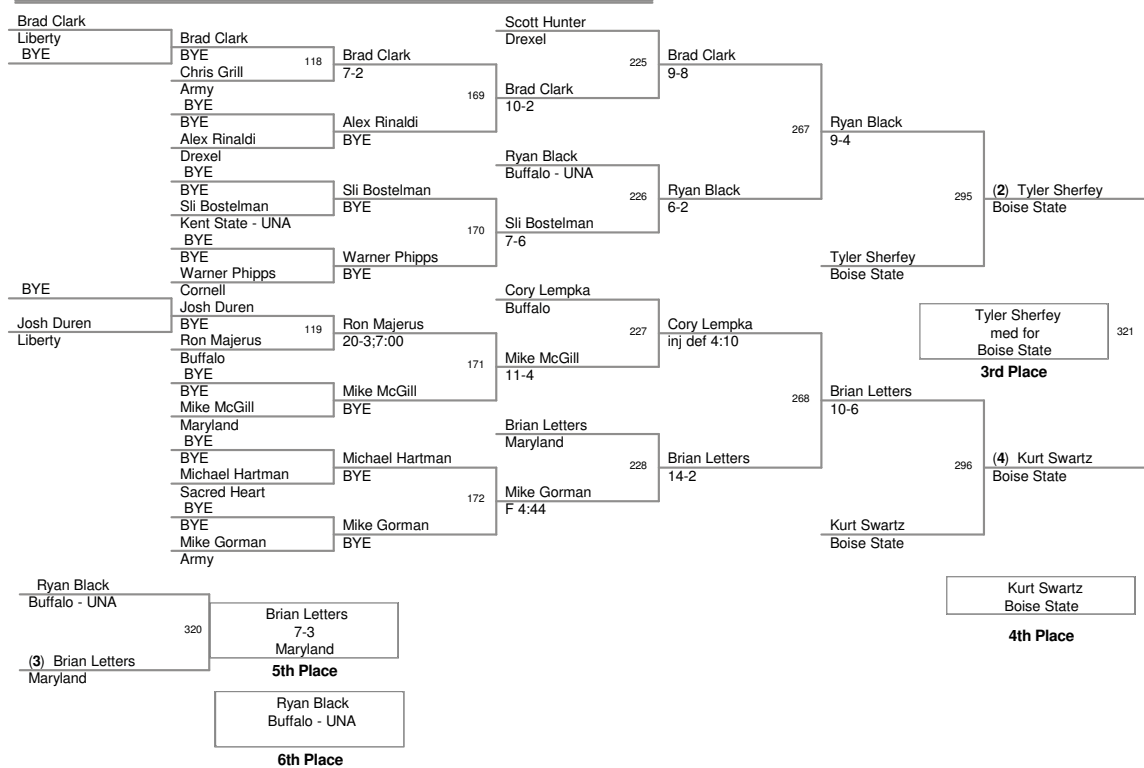 Brad Clark
Liberty
BYE
BYE
Josh Duren
Liberty
Brad Clark
BYE
118
Chris Grill
Army
BYE
BYE
Alex Rinaldi
Drexel
BYE
BYE
Sli Bostelman
Kent State - UNA
BYE
BYE
Warner Phipps
Cornell
Josh Duren
BYE
119
Ron Majerus
Buffalo
BYE
BYE
Mike McGill
Maryland
BYE
BYE
Michael Hartman
Sacred Heart
BYE
BYE
Mike Gorman
Army
Brad Clark
7-2
169
Alex Rinaldi
BYE
Sli Bostelman
BYE
170
Warner Phipps
BYE
Ron Majerus
20-3;7:00
171
Mike McGill
BYE
Michael Hartman
BYE
172
Mike Gorman
BYE
Scott Hunter
Drexel
225
Brad Clark
10-2
Ryan Black
Buffalo - UNA
226
Sli Bostelman
7-6
Cory Lempka
Buffalo
227
Mike McGill
11-4
Brian Letters
Maryland
228
Mike Gorman
F 4:44
Brad Clark
9-8
267
Ryan Black
6-2
Cory Lempka
inj def 4:10
268
Brian Letters
14-2
Ryan Black
9-4
295
Tyler Sherfey
Boise State
Brian Letters
10-6
296
Kurt Swartz
Boise State
(2) Tyler Sherfey
Boise State
Tyler Sherfey
med for
Boise State
321
3rd Place
(4) Kurt Swartz
Boise State
Kurt Swartz
Boise State
4th Place
Ryan Black
Buffalo - UNA
320
(3) Brian Letters
Maryland
Brian Letters
7-3
Maryland
5th Place
Ryan Black
Buffalo - UNA
6th Place